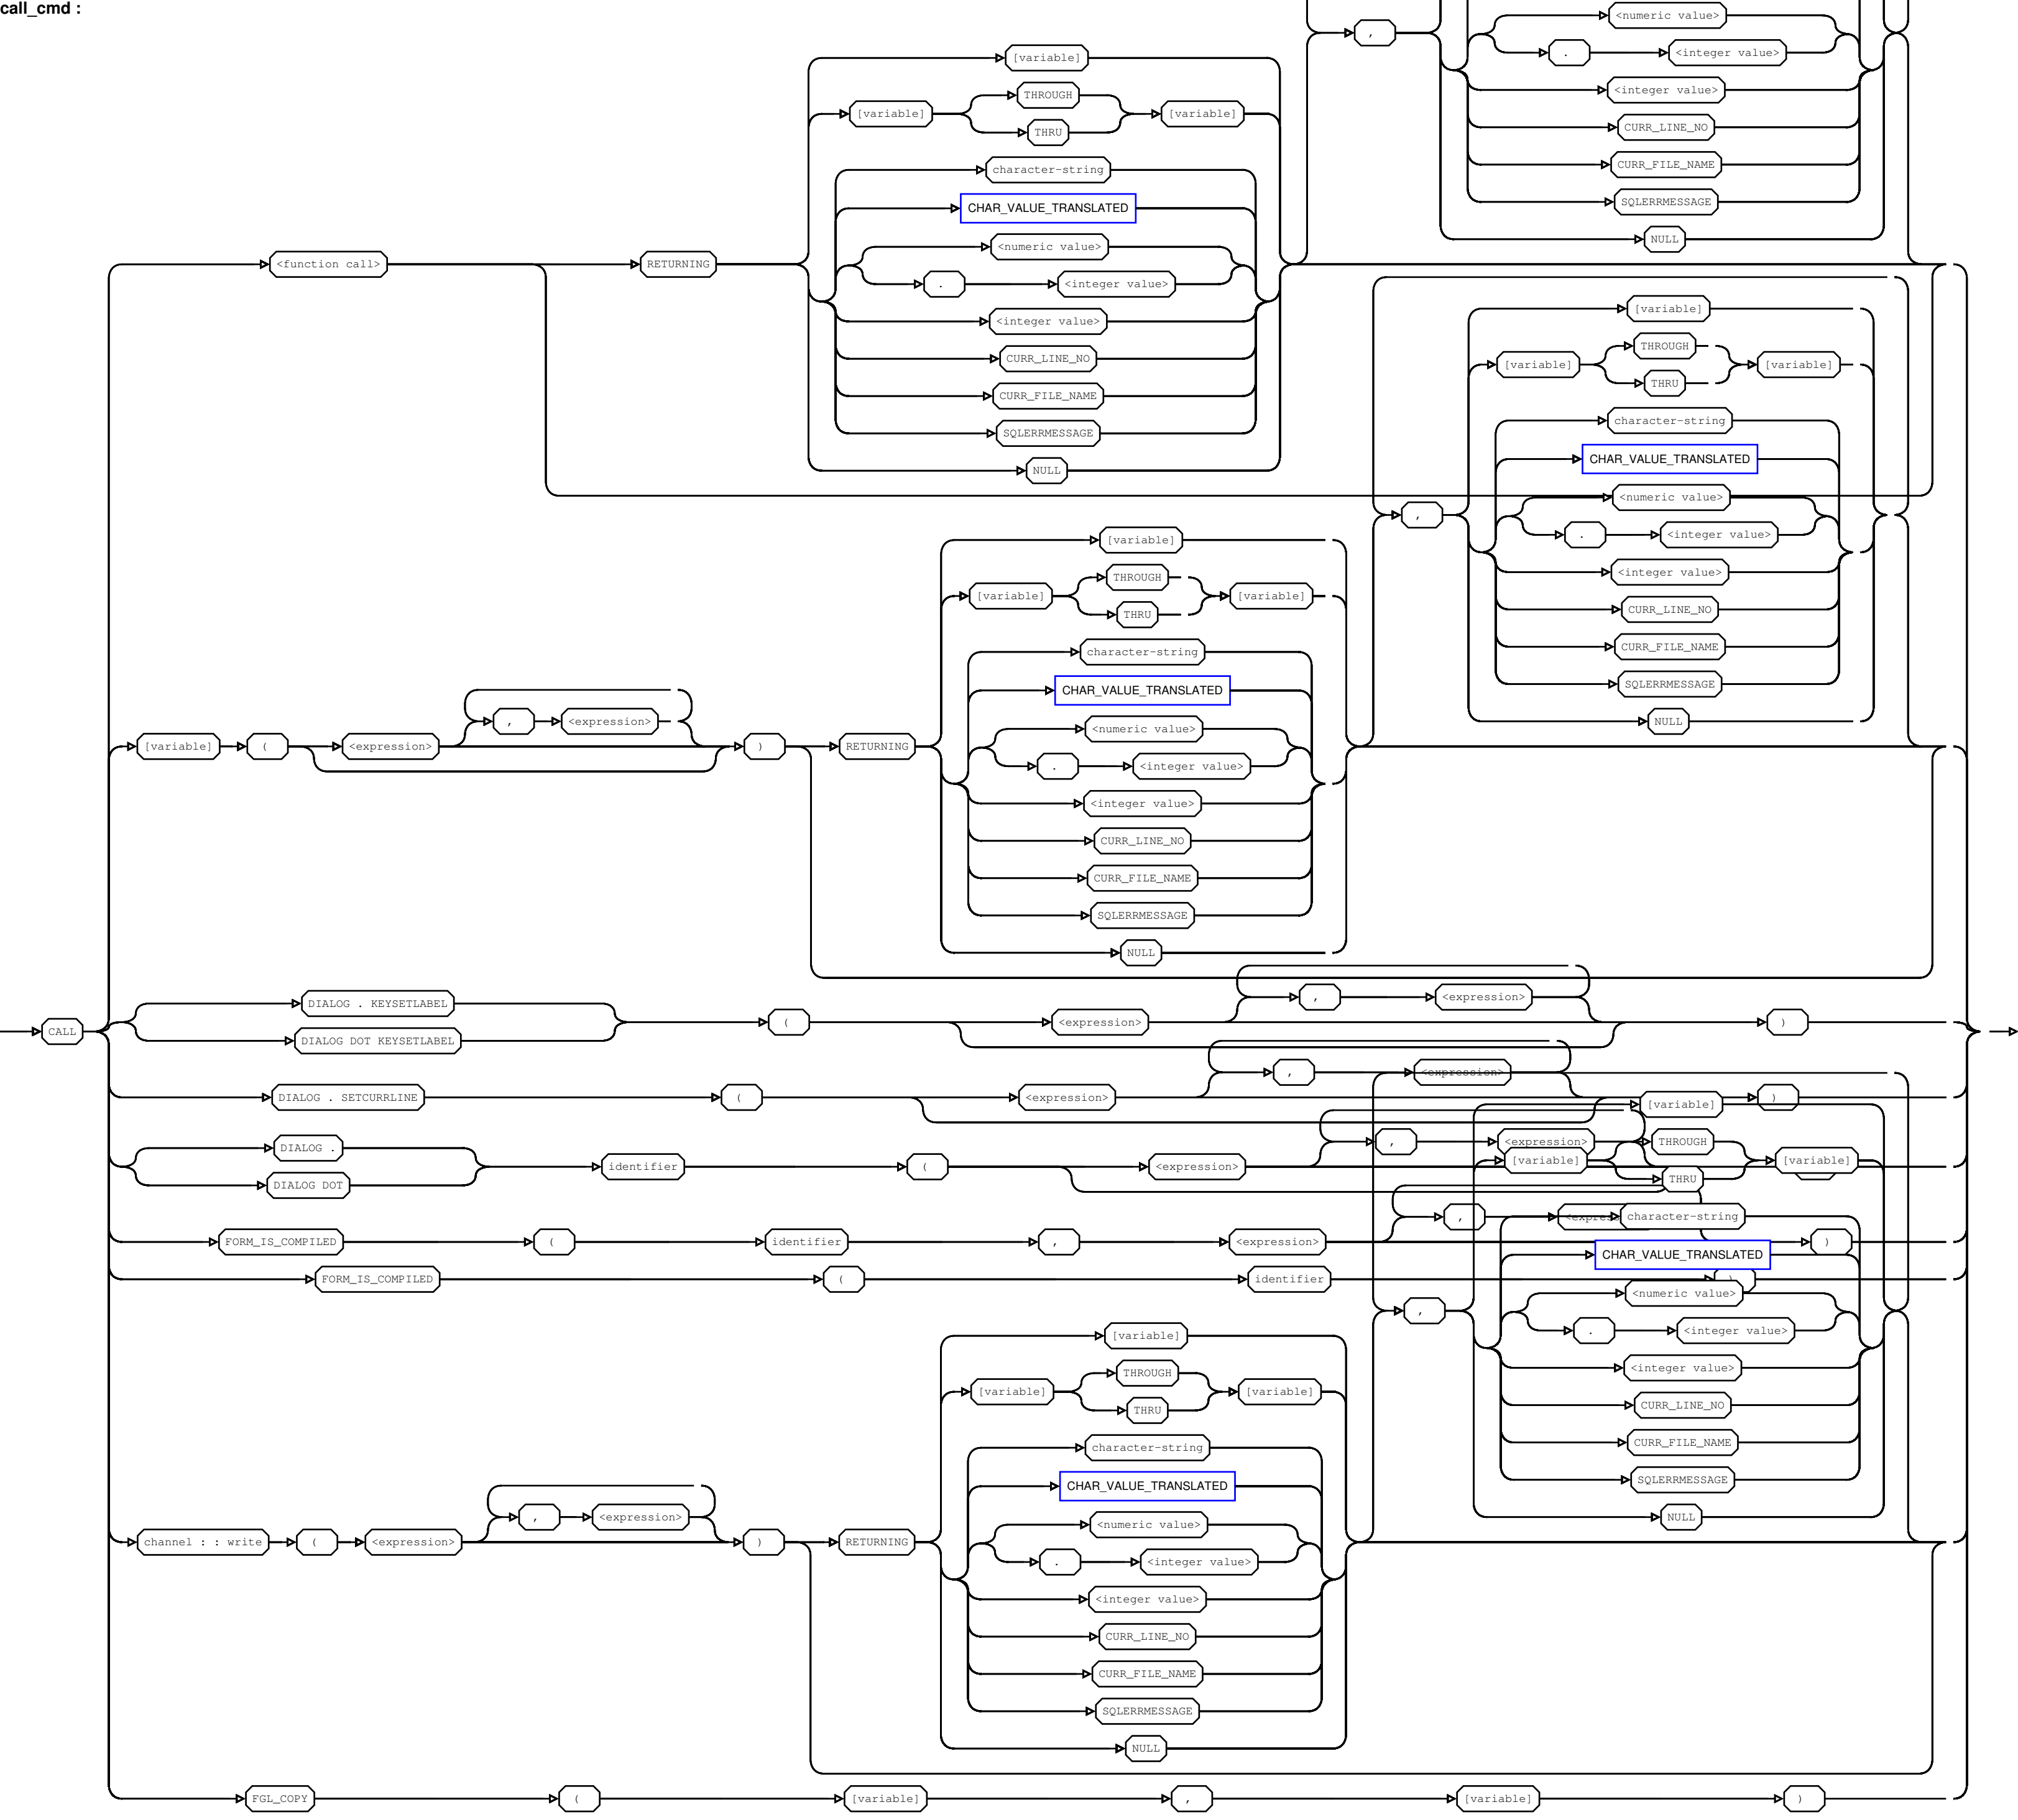 call_cmd :
<numeric value>
,
. <integer value>
[variable]
<integer value>
THROUGH
[variable] [variable]
THRU
CURR_LINE_NO
character-string
CURR_FILE_NAME
CHAR_VALUE_TRANSLATED
SQLERRMESSAGE
<numeric value>
NULL
<function call> RETURNING
. <integer value>
[variable]
<integer value>
THROUGH
CURR_LINE_NO
[variable] [variable]
THRU
CURR_FILE_NAME
character-string
SQLERRMESSAGE
CHAR_VALUE_TRANSLATED
NULL
<numeric value>
,
. <integer value>
[variable]
<integer value>
THROUGH
[variable] [variable]
THRU
CURR_LINE_NO
character-string
CURR_FILE_NAME
CHAR_VALUE_TRANSLATED
SQLERRMESSAGE
, <expression>
NULL
<numeric value>
[variable] ( <expression> ) RETURNING
. <integer value>
<integer value>
CURR_LINE_NO
CURR_FILE_NAME
SQLERRMESSAGE
NULL
, <expression>
DIALOG . KEYSETLABEL
( <expression> )
CALL
DIALOG DOT KEYSETLABEL
, <expression>
DIALOG . SETCURRLINE ( <expression> )
[variable]
, <expression> THROUGH
DIALOG .
[variable] [variable]
identifier ( <expression>
THRU
DIALOG DOT
, character-string
FORM_IS_COMPILED ( identifier , <expression> )
CHAR_VALUE_TRANSLATED
FORM_IS_COMPILED ( identifier )
<numeric value>
,
. <integer value>
[variable]
<integer value>
THROUGH
[variable] [variable]
THRU
CURR_LINE_NO
character-string
CURR_FILE_NAME
CHAR_VALUE_TRANSLATED
SQLERRMESSAGE
, <expression>
NULL
<numeric value>
channel : : write ( <expression> ) RETURNING
. <integer value>
<integer value>
CURR_LINE_NO
CURR_FILE_NAME
SQLERRMESSAGE
NULL
FGL_COPY ( [variable] , [variable] )